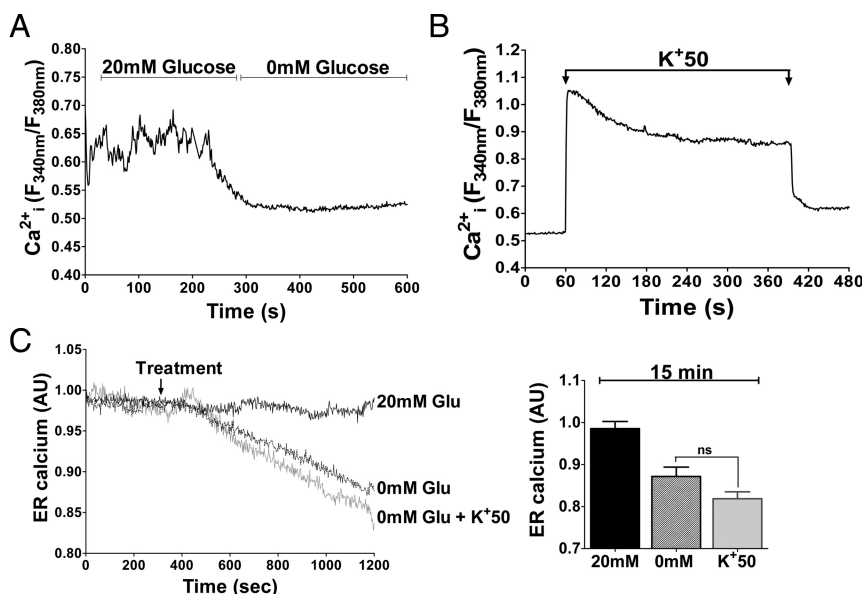 A
20mM Glucose 0mM Glucose
Ca2+i (F340nm/F380nm)
0.80
0.75
0.70
0.65
0.60
0.55
0.50
0.45
0.40
0 100 200 300 400 500 600
Time (s)
B
K+50
Ca2+i (F340nm/F380nm)
1.2
1.1
1.0
0.9
0.8
0.7
0.6
0.5
0.4
0 60 120 180 240 300 360 420 480
Time (s)
C
Treatment
ER calcium (AU)
1.05
1.00
0.95
0.90
0.85
0.80
20mM Glu
0mM Glu
0mM Glu + K+50
0 200 400 600 800 1000 1200
Time (sec)
15 min
ER calcium (AU)
1.1
1.0
0.9
0.8
0.7
ns
20mM 0mM K+50